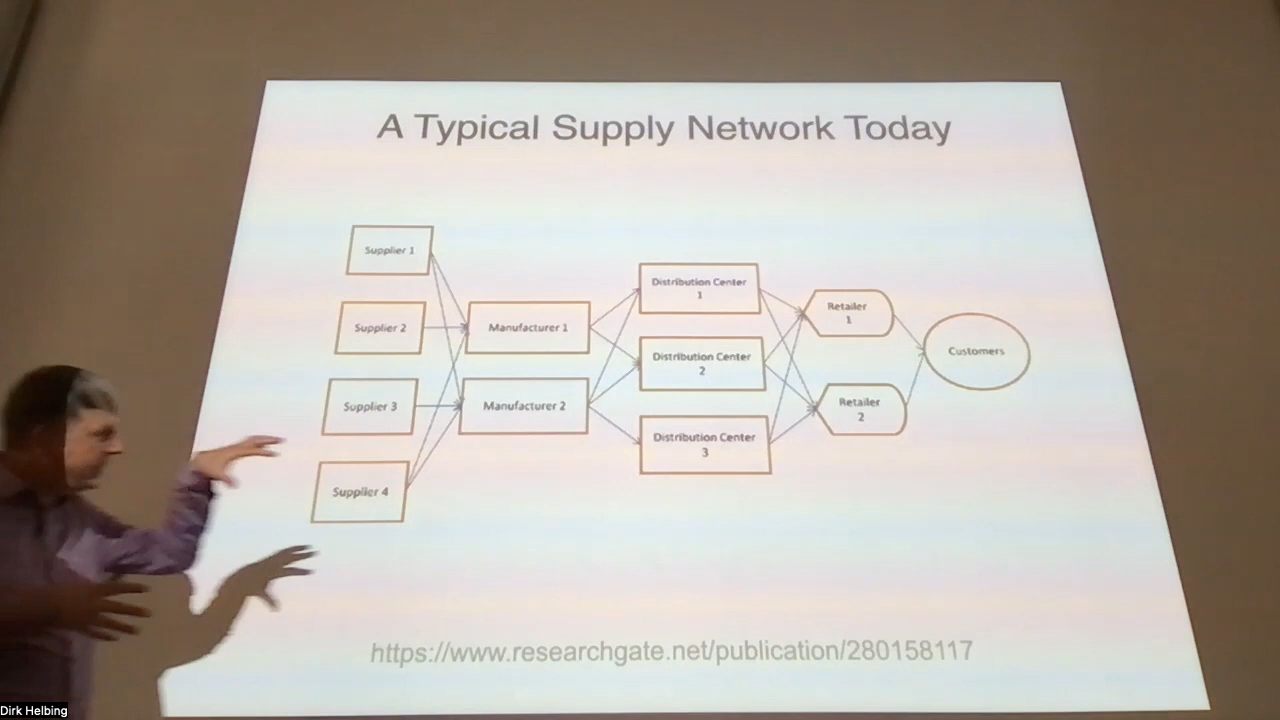 A Typical Supply Network Today
Supplier 1
Supplier 2
Supplier 3
Supplier 4
Manufacturer 1
Manufacturer 2
Distribution Center
1
Distribution Center
2
Distribution Center
3
Retailer
1
Retailer
2
Customers
https://www.researchgate.net/publication/280158117
Dirk Helbing